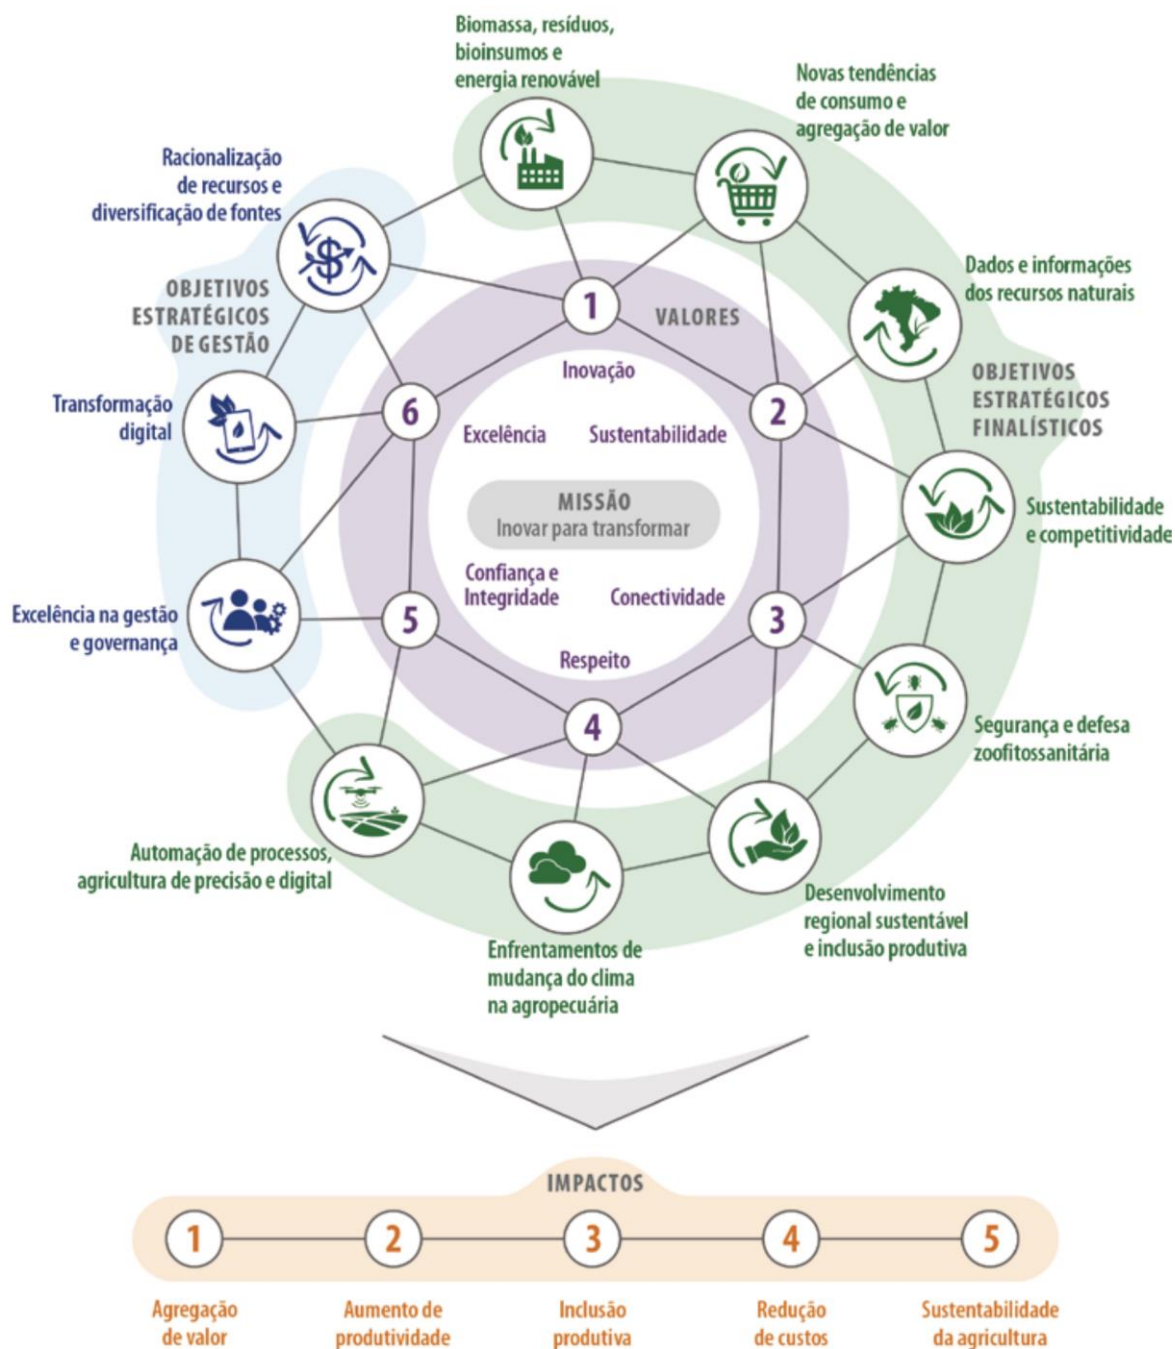 Biomassa, resíduos,
bioinsumos e
energia renovável
Novas tendências
de consumo e
agregação de valor
Racionalização
de recursos e
diversificação de fontes
Dados e informações
dos recursos naturais
OBJETIVOS
ESTRATÉGICOS
DE GESTÃO
1
VALORES
Inovação
OBJETIVOS
ESTRATÉGICOS
FINALÍSTICOS
Transformação
digital
6
2
Excelência
Sustentabilidade
MISSÃO
Inovar para transformar
Sustentabilidade
e competitividade
Confiança e
Integridade
Conectividade
Excelência na gestão
e governança
5
3
Respeito
4
Segurança e defesa
zoofitossanitária
Automação de processos,
agricultura de precisão e digital
Desenvolvimento
regional sustentável
e inclusão produtiva
Enfrentamentos de
mudança do clima
na agropecuária
IMPACTOS
1
2
3
4
5
Agregação
de valor
Aumento de
produtividade
Inclusão
produtiva
Redução
de custos
Sustentabilidade
da agricultura